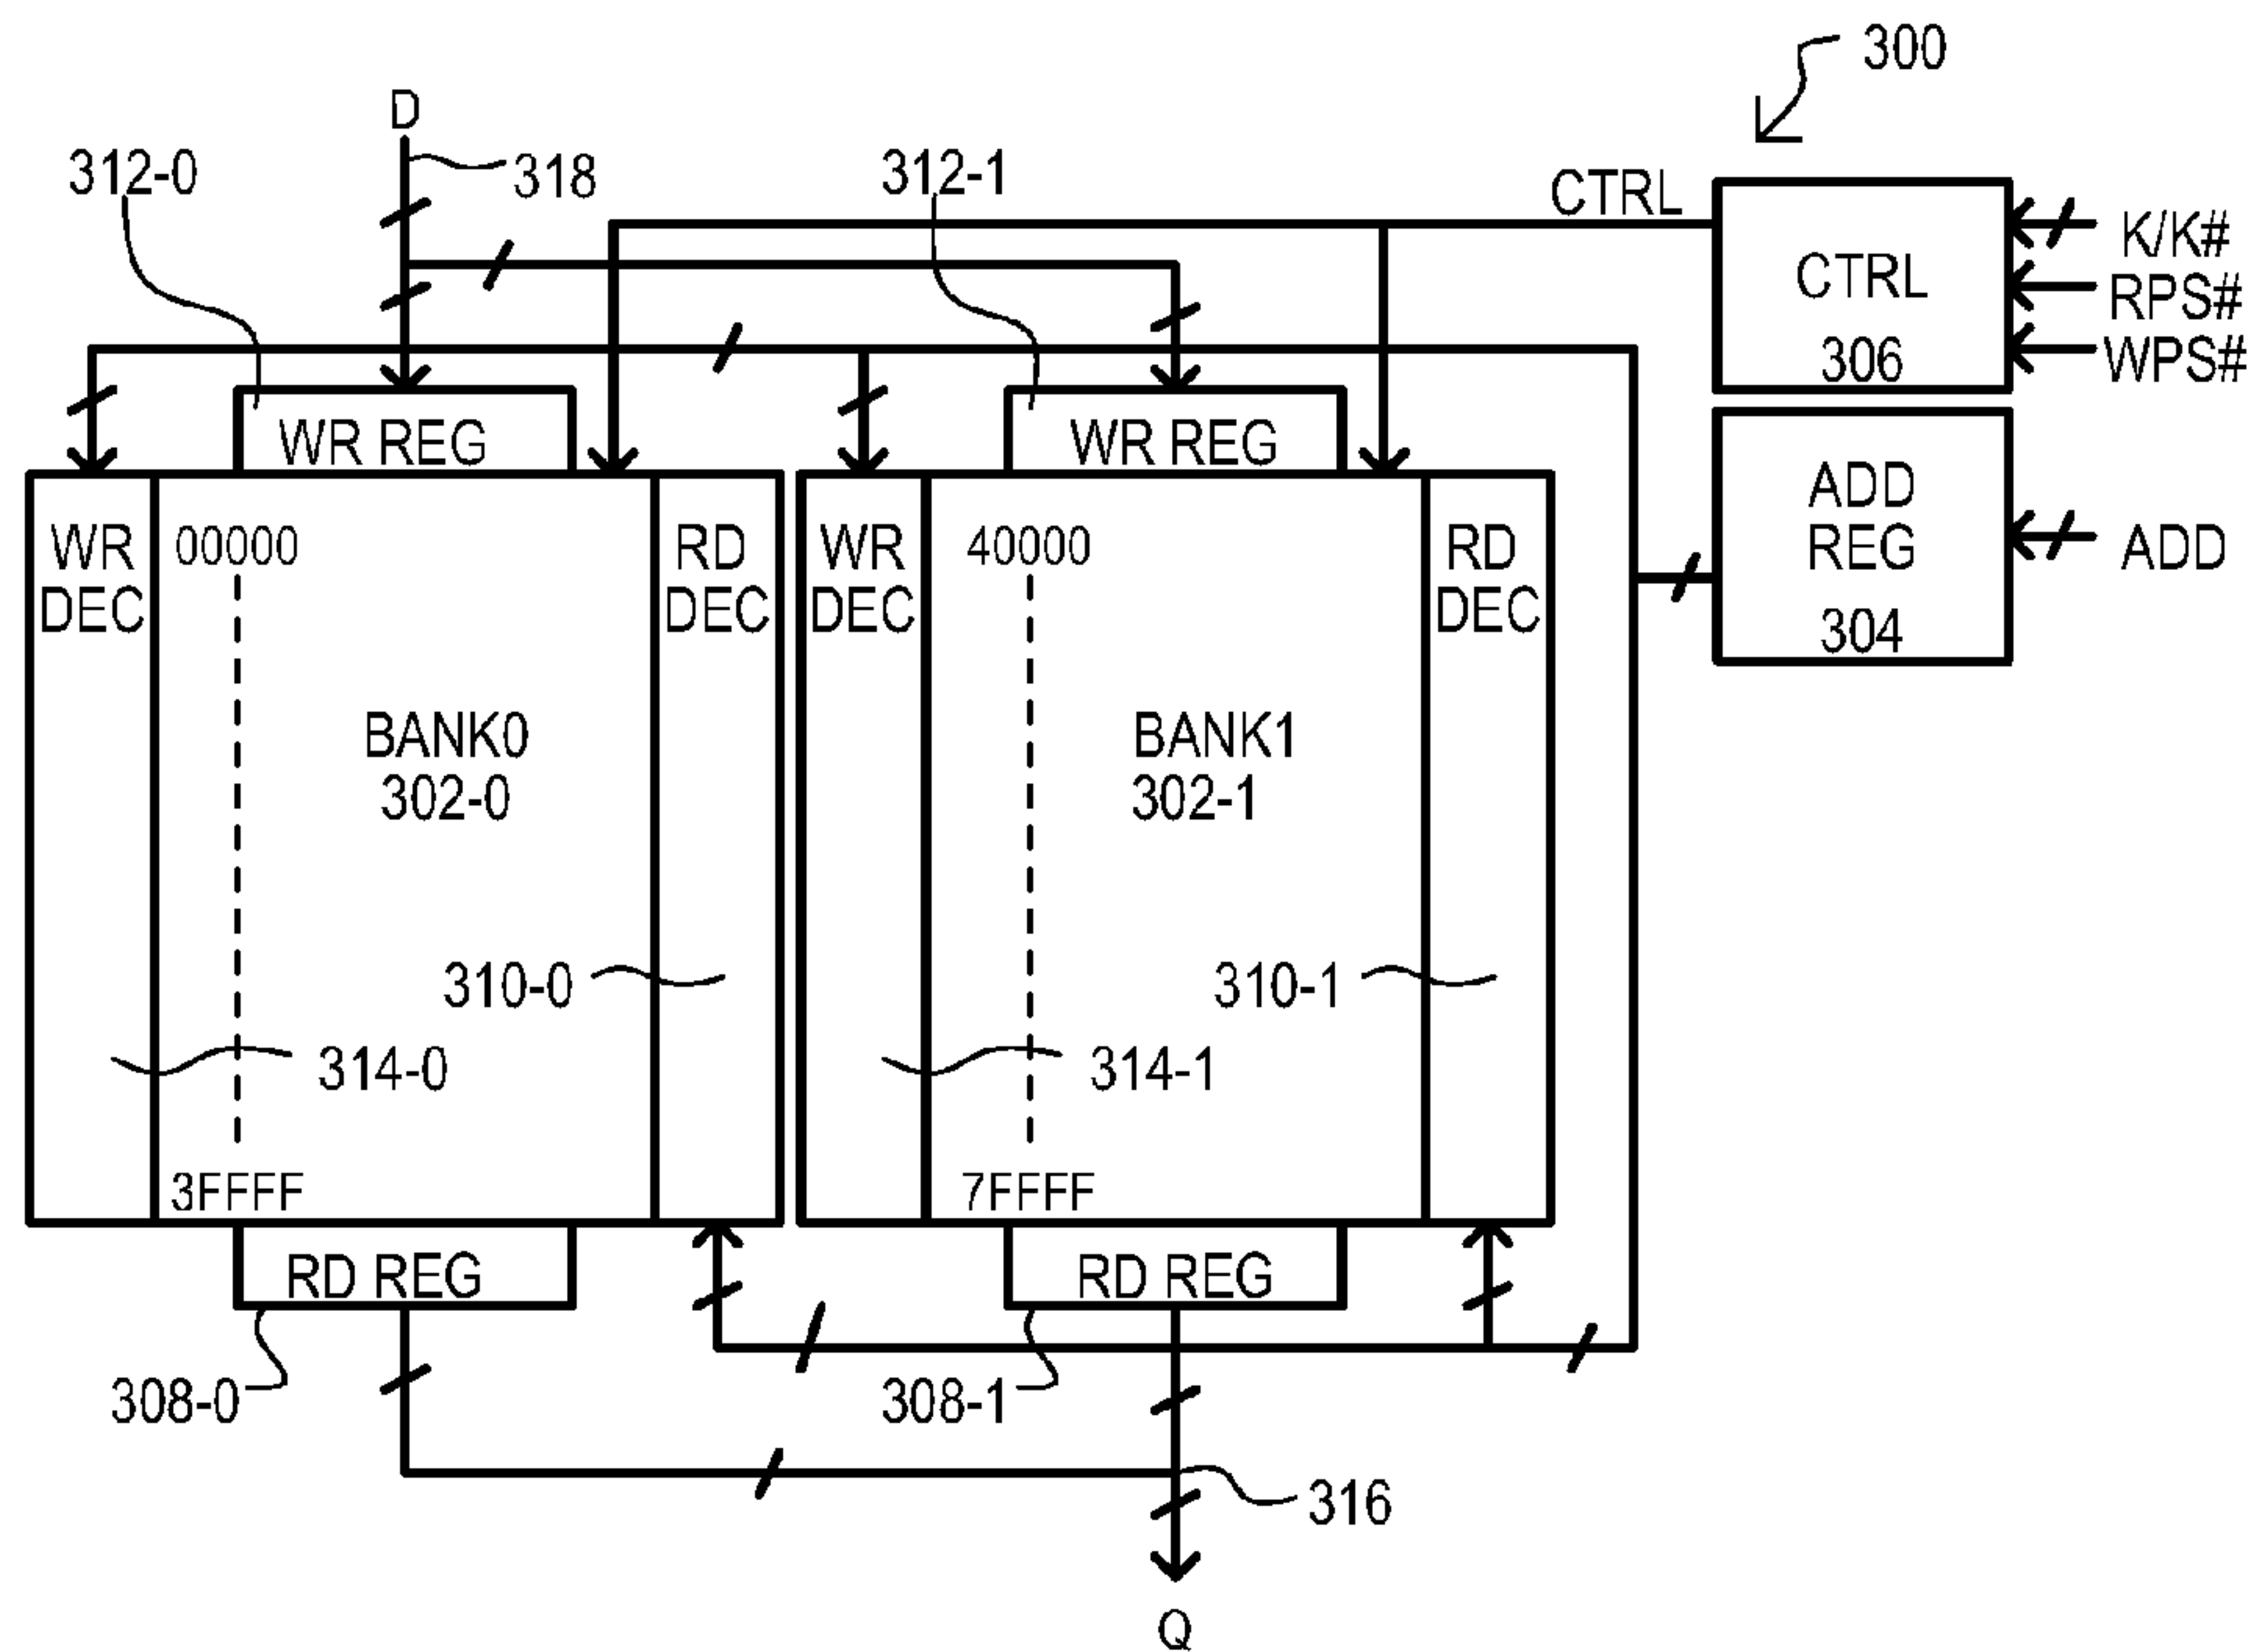 300
D
312-0
318
312-1
CTRL
K/K#
RPS#
WPS#
CTRL
306
WR REG
WR REG
ADD
REG
304
ADD
WR
DEC
00000
RD
DEC
WR
DEC
40000
RD
DEC
BANK0
302-0
BANK1
302-1
310-0
310-1
314-0
314-1
3FFFF
7FFFF
RD REG
RD REG
308-0
308-1
316
Q